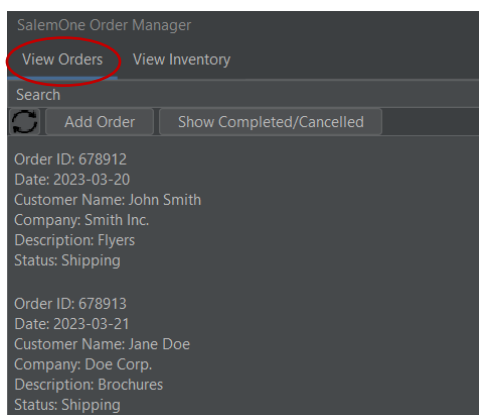 SalemOne Order Manager
View Orders View Inventory
Search
Add Order Show Completed/Cancelled
Order ID: 678912
Date: 2023-03-20
Customer Name: John Smith
Company: Smith Inc.
Description: Flyers
Status: Shipping
Order ID: 678913
Date: 2023-03-21
Customer Name: Jane Doe
Company: Doe Corp.
Description: Brochures
Status: Shipping